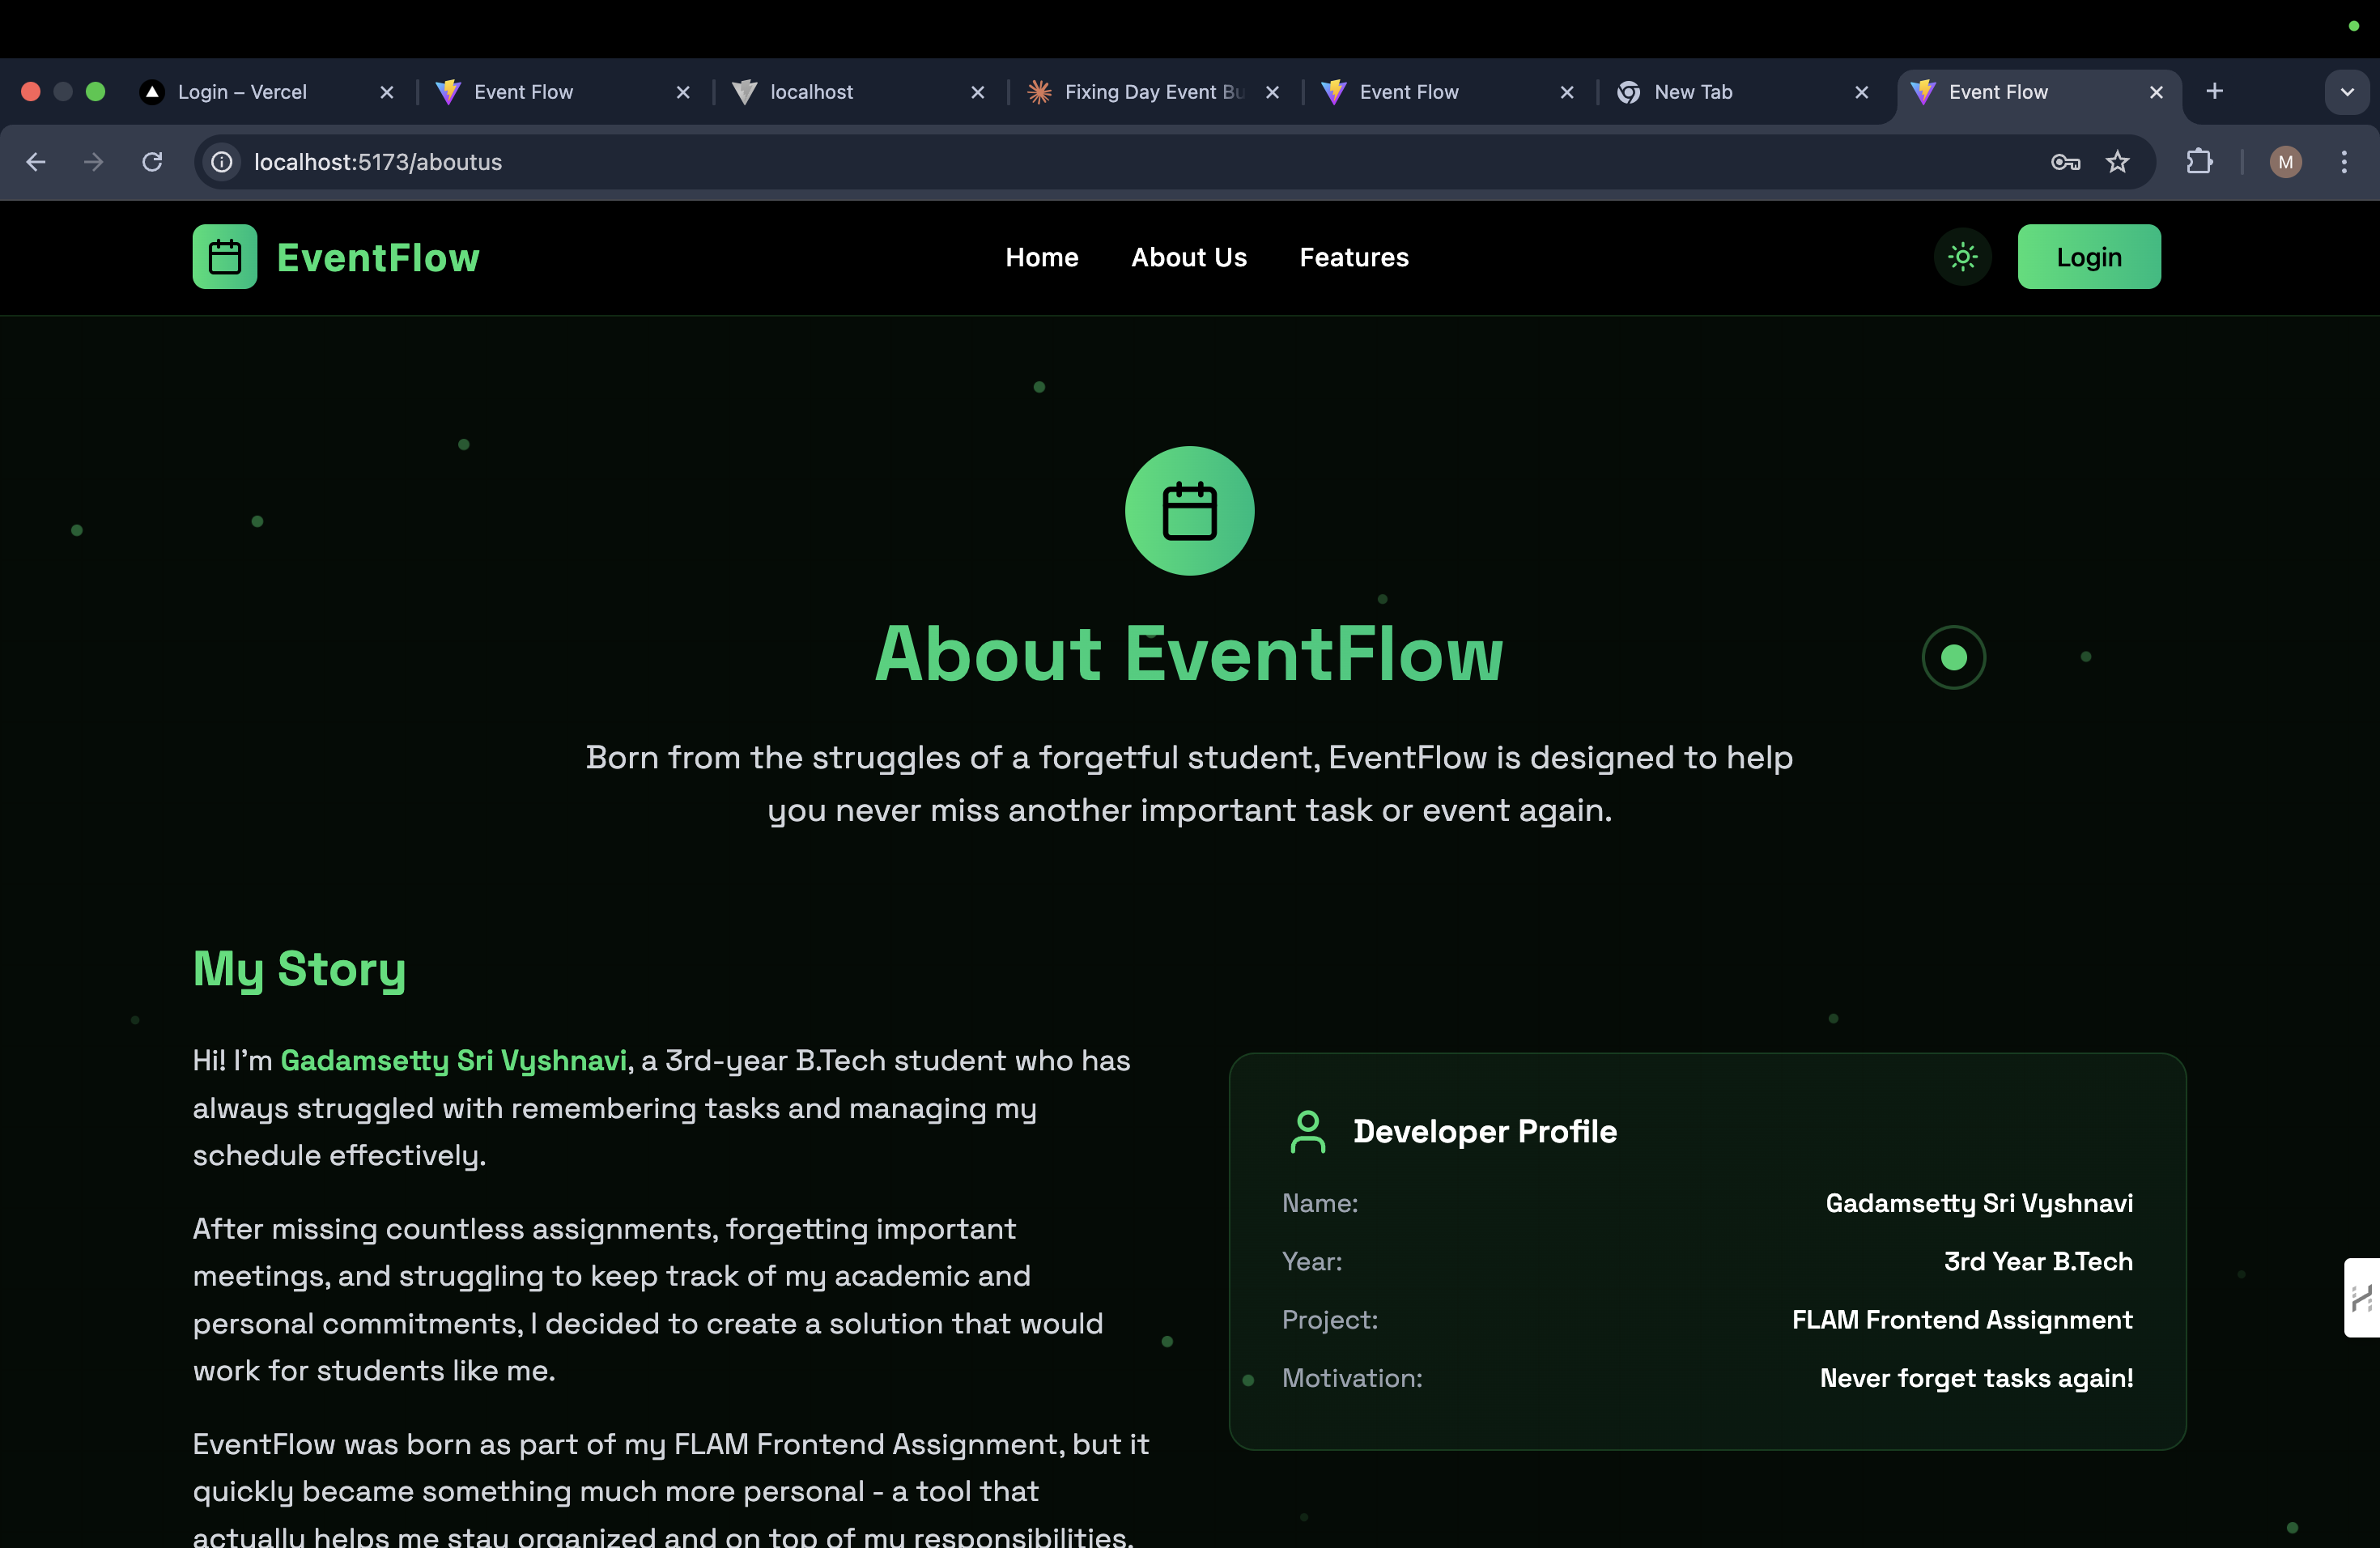 Login – Vercel
Event Flow
localhost
Fixing Day Event Bu
Event Flow
New Tab
Event Flow
localhost:5173/aboutus
M
EventFlow
Home
About Us
Features
Login
About EventFlow
Born from the struggles of a forgetful student, EventFlow is designed to help
you never miss another important task or event again.
My Story
Hi! I'm Gadamsetty Sri Vyshnavi, a 3rd-year B.Tech student who has
always struggled with remembering tasks and managing my
schedule effectively.
After missing countless assignments, forgetting important
meetings, and struggling to keep track of my academic and
personal commitments, I decided to create a solution that would
work for students like me.
EventFlow was born as part of my FLAM Frontend Assignment, but it
quickly became something much more personal - a tool that
actually helps me stay organized and on top of my responsibilities.
Developer Profile
Name: Gadamsetty Sri Vyshnavi
Year: 3rd Year B.Tech
Project: FLAM Frontend Assignment
Motivation: Never forget tasks again!